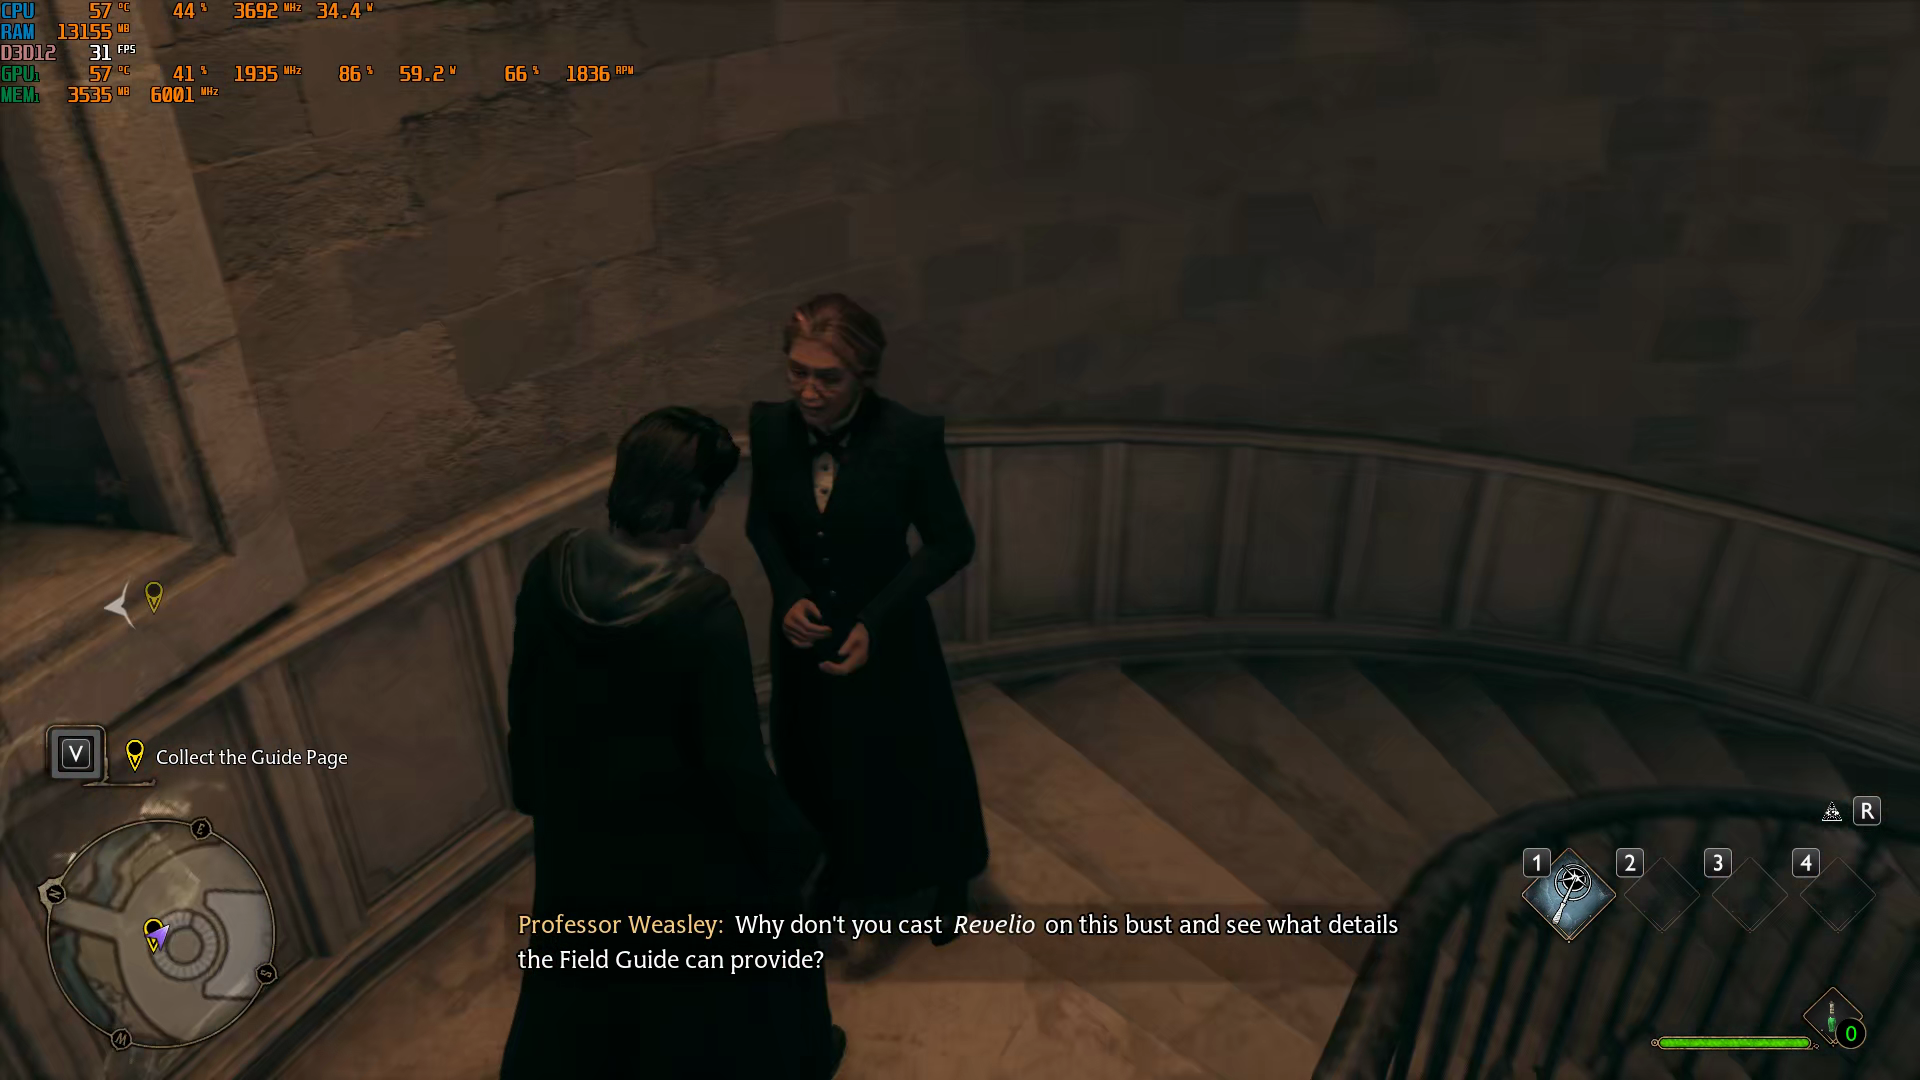 CPU 57 °C 44 % 3692 MHz 34.4 W
RAM 13155 MB
D3D12 31 FPS
GPU1 57 °C 41 % 1935 MHz 86 % 59.2 W 66 % 1836 RPM
MEM1 3535 MB 6001 MHz
V Collect the Guide Page
E
N
S
W
R
1 2 3 4
Professor Weasley: Why don't you cast Revelio on this bust and see what details
the Field Guide can provide?
0